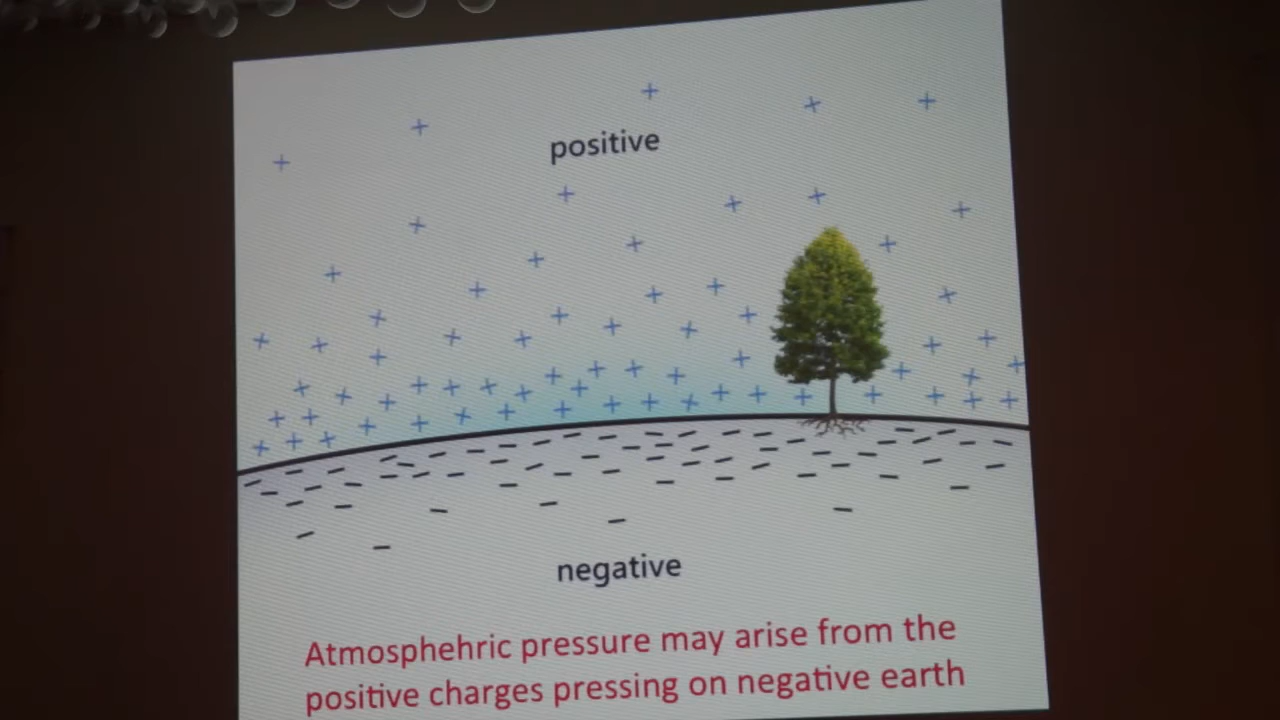 positive
negative
Atmosphehric pressure may arise from the
positive charges pressing on negative earth